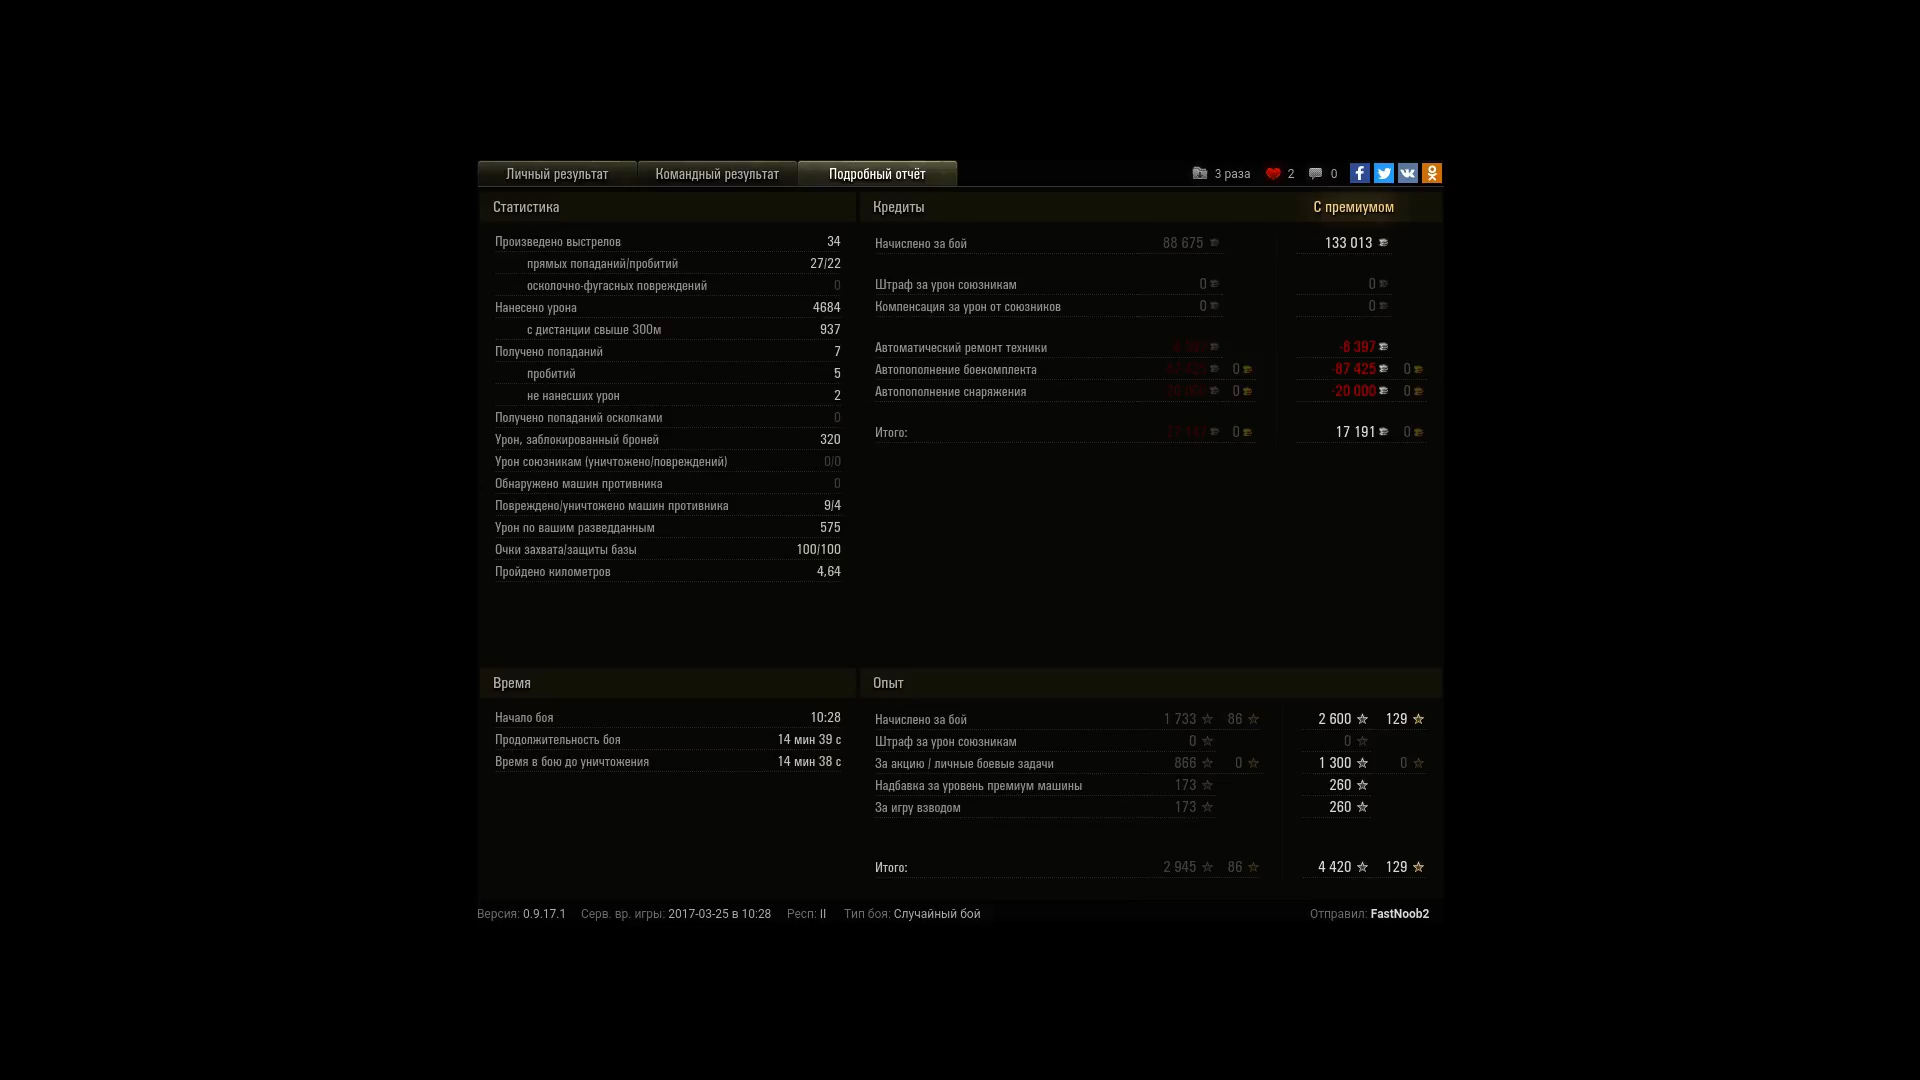 Личный результат Командный результат Подробный отчёт 3 раза 2 0
Статистика
Произведено выстрелов 34
прямых попаданий/пробитий 27/22
осколочно-фугасных повреждений 0
Нанесено урона 4684
с дистанции свыше 300м 937
Получено попаданий 7
пробитий 5
не нанесших урон 2
Получено попаданий осколками 0
Урон, заблокированный броней 320
Урон союзникам (уничтожено/повреждений) 0/0
Обнаружено машин противника 0
Повреждено/уничтожено машин противника 9/4
Урон по вашим разведданным 575
Очки захвата/защиты базы 100/100
Пройдено километров 4,64
Кредиты С премиумом
Начислено за бой 88 675 133 013
Штраф за урон союзникам 0 0
Компенсация за урон от союзников 0 0
Автоматический ремонт техники -8 397
Автопополнение боекомплекта 0 -87 425 0
Автопополнение снаряжения 0 -20 000 0
Итого: 0 17 191 0
Время
Начало боя 10:28
Продолжительность боя 14 мин 39 с
Время в бою до уничтожения 14 мин 38 с
Опыт
Начислено за бой 1 733 86 2 600 129
Штраф за урон союзникам 0 0
За акцию / личные боевые задачи 866 0 1 300 0
Надбавка за уровень премиум машины 173 260
За игру взводом 173 260
Итого: 2 945 86 4 420 129
Версия: 0.9.17.1 Серв. вр. игры: 2017-03-25 в 10:28 Респ: II Тип боя: Случайный бой Отправил: FastNoob2